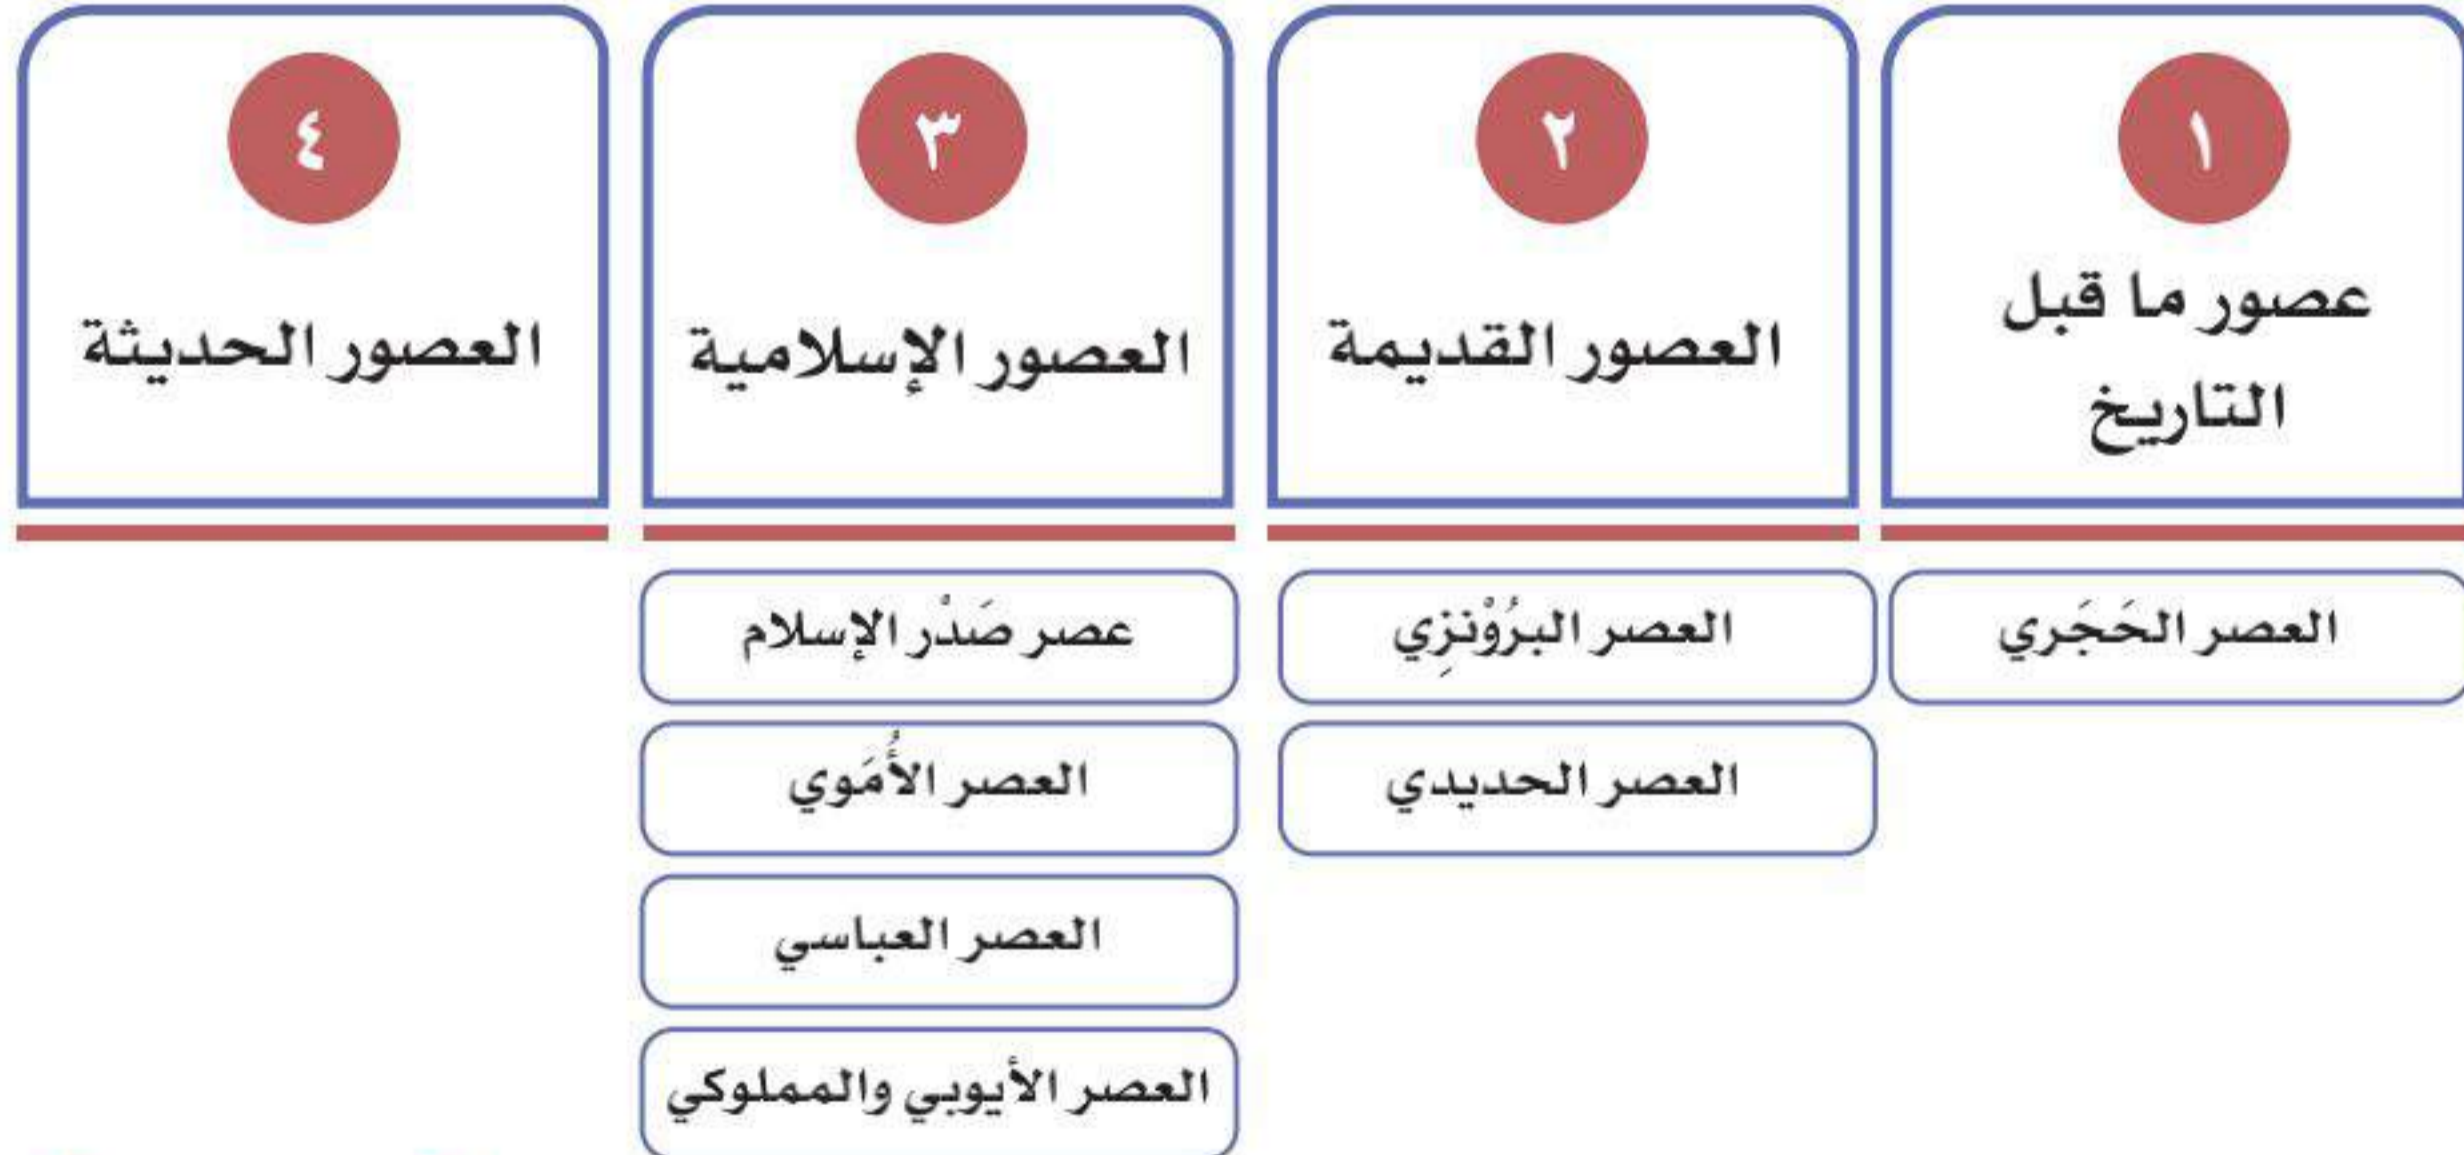 ١
عصور ما قبل
التاريخ
العصر الحَجَري
٢
العصور القديمة
العصر البرُوْنزِي
العصر الحديدي
٣
العصور الإسلامية
عصر صَدْر الإسلام
العصر الأُمَوي
العصر العباسي
العصر الأيوبي والمملوكي
٤
العصور الحديثة